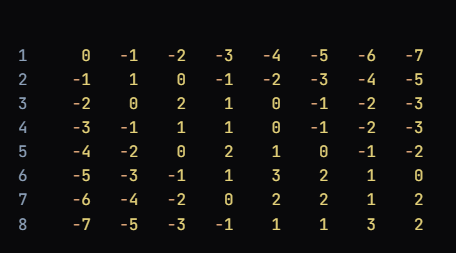 1 0 -1 -2 -3 -4 -5 -6 -7
2 -1 1 0 -1 -2 -3 -4 -5
3 -2 0 2 1 0 -1 -2 -3
4 -3 -1 1 1 0 -1 -2 -3
5 -4 -2 0 2 1 0 -1 -2
6 -5 -3 -1 1 3 2 1 0
7 -6 -4 -2 0 2 2 1 2
8 -7 -5 -3 -1 1 1 3 2